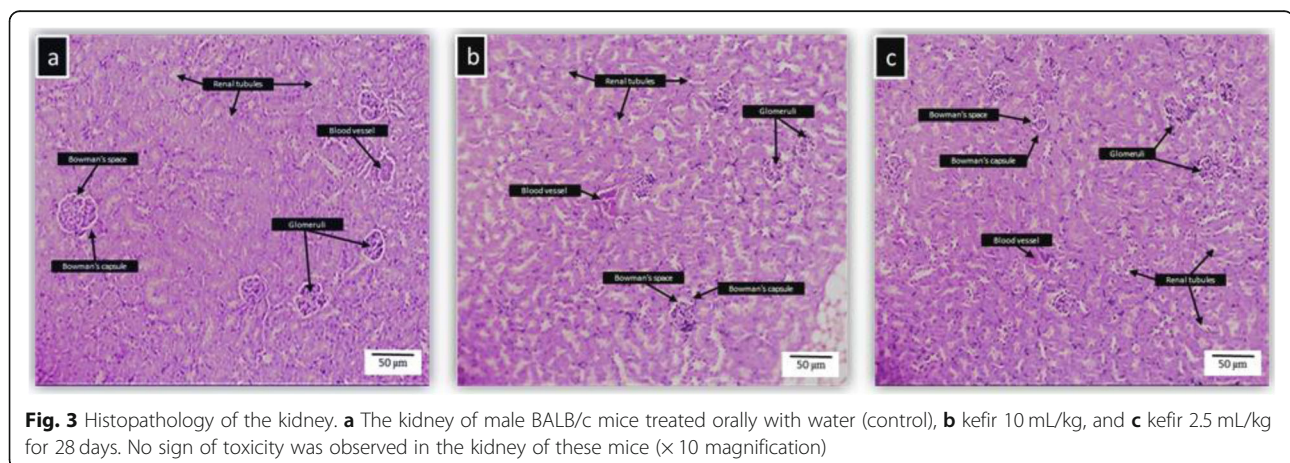 a
Renal tubules
Blood vessel
Bowman's space
Glomeruli
Bowman's capsule
50 µm
b
Renal tubules
Glomeruli
Blood vessel
Bowman's space
Bowman's capsule
50 µm
c
Bowman's space
Bowman's capsule
Glomeruli
Blood vessel
Renal tubules
50 µm
Fig. 3 Histopathology of the kidney. a The kidney of male BALB/c mice treated orally with water (control), b kefir 10 mL/kg, and c kefir 2.5 mL/kg
for 28 days. No sign of toxicity was observed in the kidney of these mice (× 10 magnification)